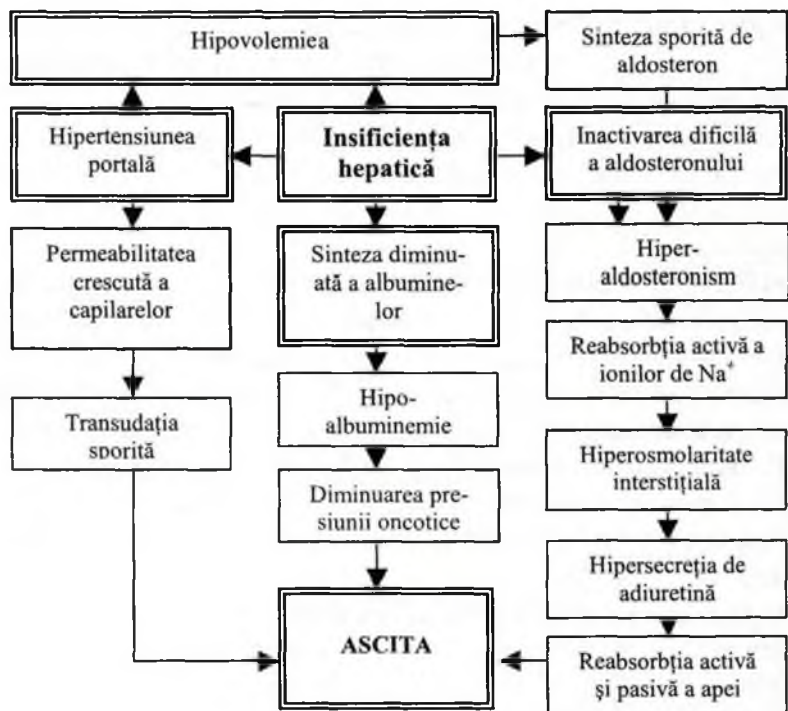 Hipovolemiea
Sinteza sporită de
aldosteron
Hipertensiunea
portală
Insificiența
hepatică
Inactivarea dificilă
a aldosteronului
Permeabilitatea
crescută a
capilarelor
Sinteza diminu-
ată a albumine-
lor
Hiper-
aldosteronism
Reabsorbția activă a
ionilor de Na⁺
Transudația
sporită
Hipo-
albuminemie
Hiperosmolaritate
interstițială
Diminuarea pre-
siunii oncotice
Hipersecreția de
adiuretină
ASCITA
Reabsorbția activă
și pasivă a apei